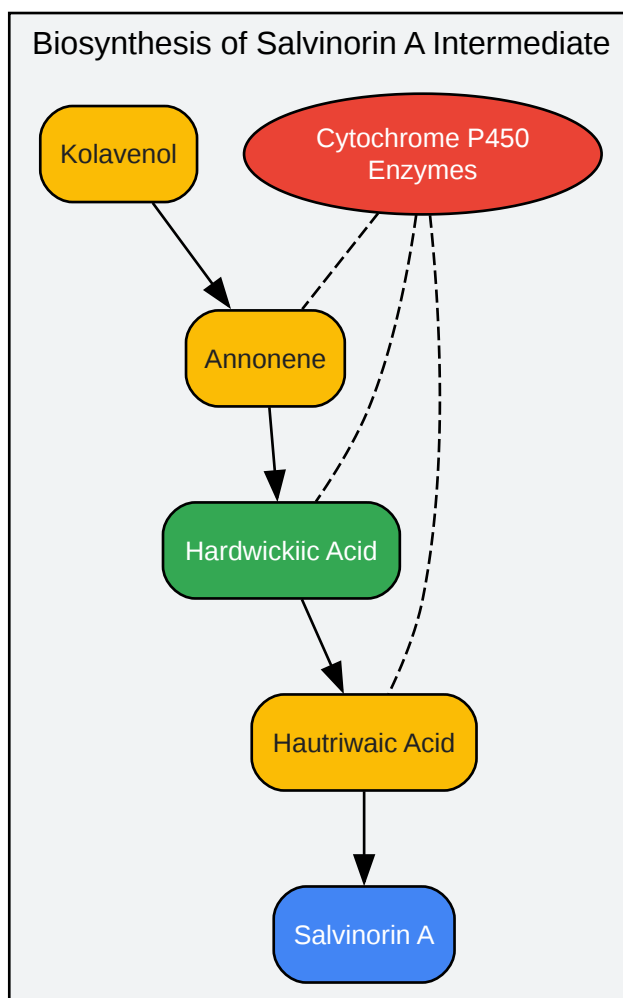 Biosynthesis of Salvinorin A Intermediate
Kolavenol
Cytochrome P450
Enzymes
Annonene
Hardwickiic Acid
Hautriwaic Acid
Salvinorin A